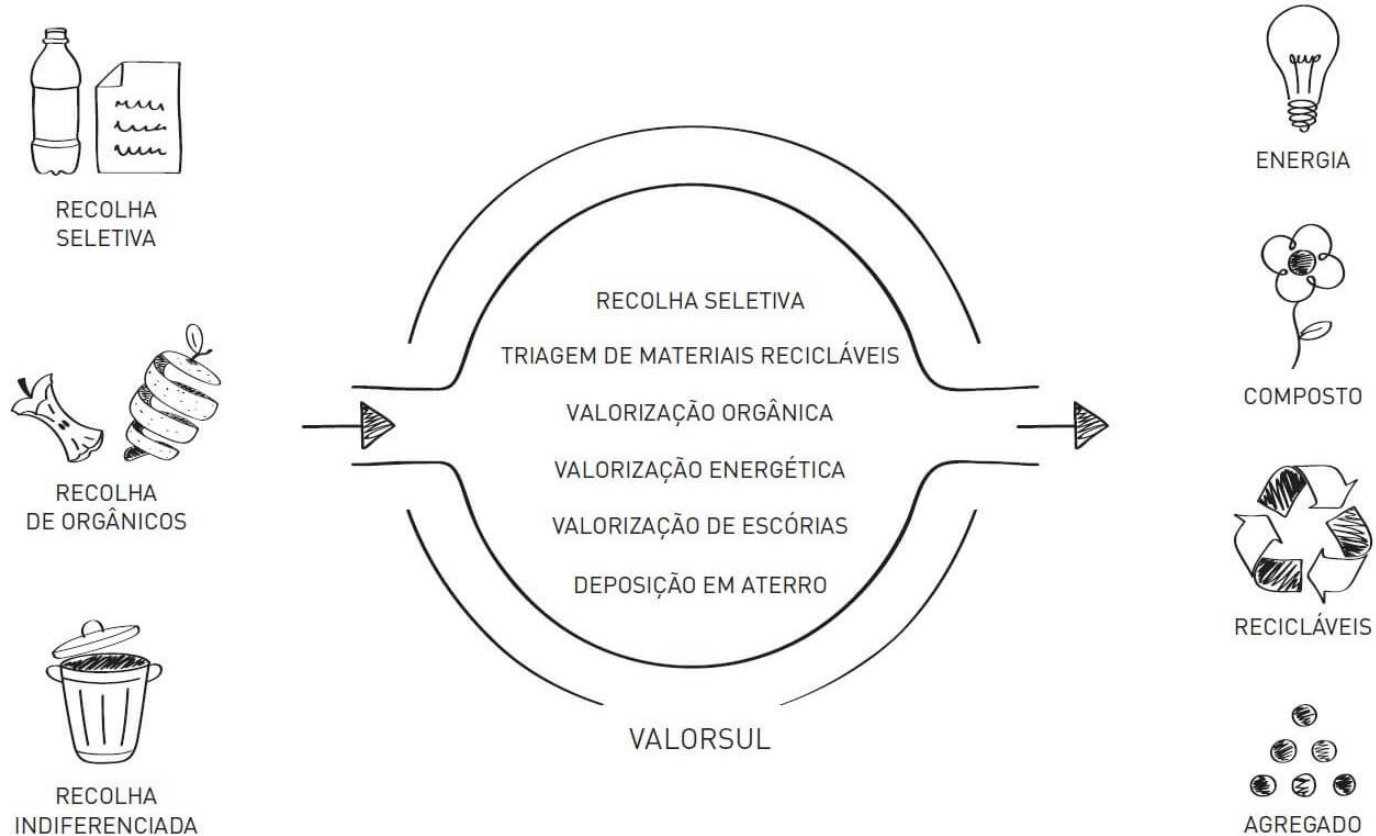 RECOLHA
SELETIVA
RECOLHA
DE ORGÂNICOS
RECOLHA
INDIFERENCIADA
RECOLHA SELETIVA
TRIAGEM DE MATERIAIS RECICLÁVEIS
VALORIZAÇÃO ORGÂNICA
VALORIZAÇÃO ENERGÉTICA
VALORIZAÇÃO DE ESCÓRIAS
DEPOSIÇÃO EM ATERRO
VALORSUL
ENERGIA
COMPOSTO
RECICLÁVEIS
AGREGADO